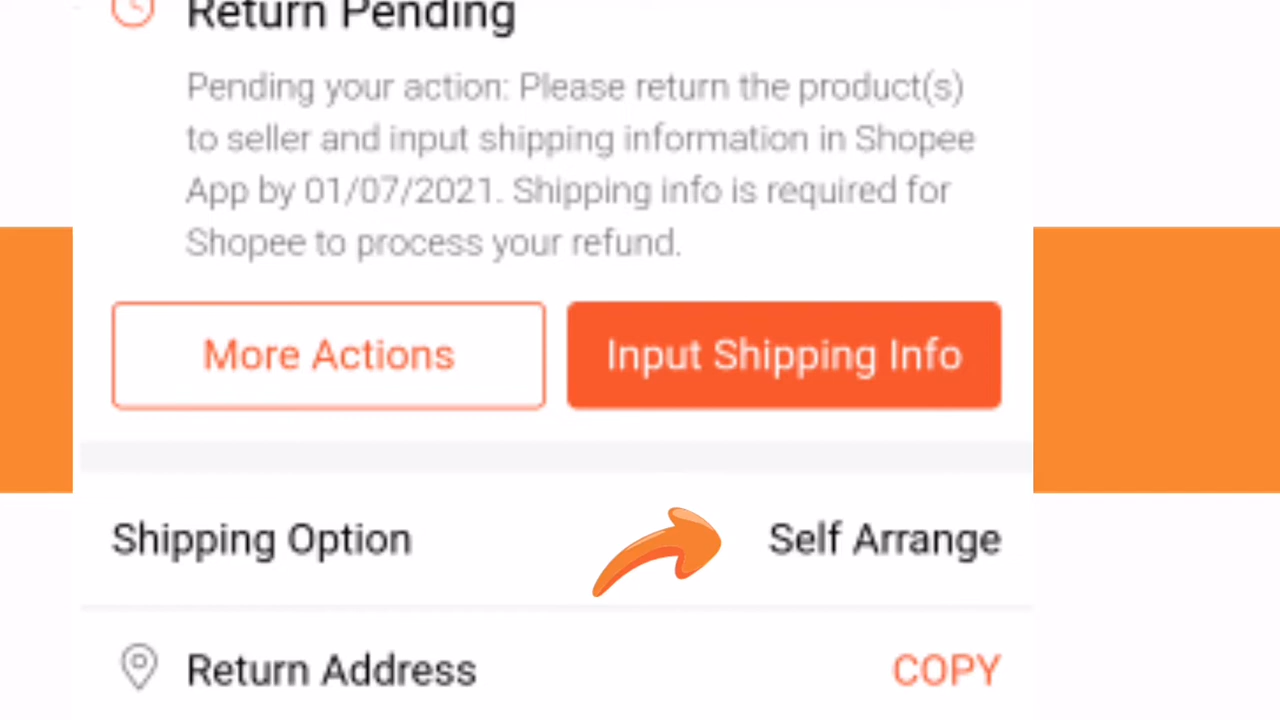 Return Pending
Pending your action: Please return the product(s)
to seller and input shipping information in Shopee
App by 01/07/2021. Shipping info is required for
Shopee to process your refund.
More Actions
Input Shipping Info
Shipping Option
Self Arrange
Return Address
COPY